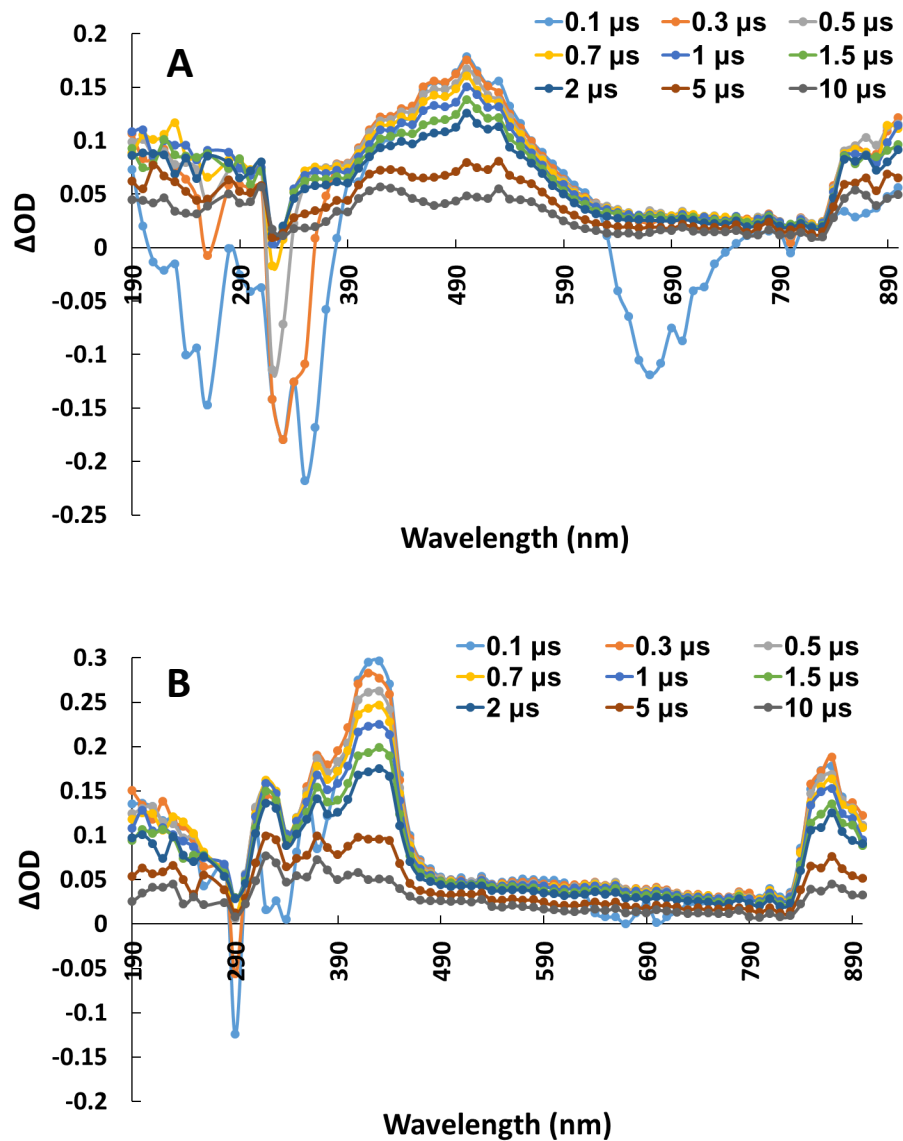 A
0.1 µs 0.3 µs 0.5 µs
0.7 µs 1 µs 1.5 µs
2 µs 5 µs 10 µs
0.2
0.15
0.1
0.05
0
-0.05
-0.1
-0.15
-0.2
-0.25
ΔOD
190 290 390 490 590 690 790 890
Wavelength (nm)
B
0.1 µs 0.3 µs 0.5 µs
0.7 µs 1 µs 1.5 µs
2 µs 5 µs 10 µs
0.3
0.25
0.2
0.15
0.1
0.05
0
-0.05
-0.1
-0.15
-0.2
ΔOD
190 290 390 490 590 690 790 890
Wavelength (nm)